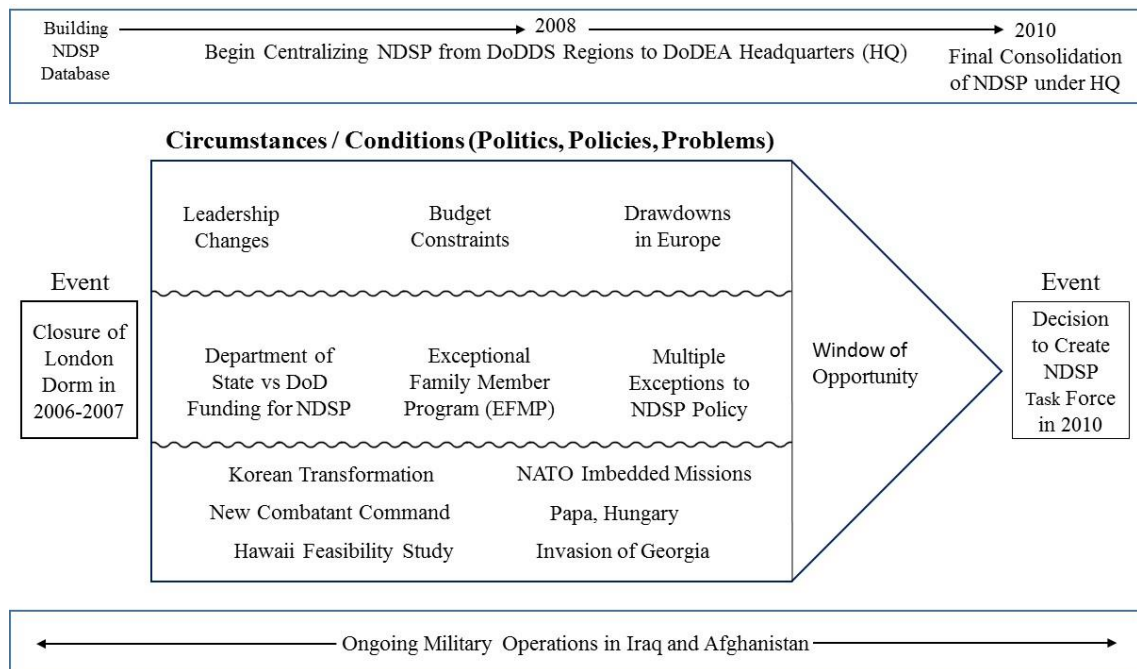 Building
NDSP
Database
2008
Begin Centralizing NDSP from DoDDS Regions to DoDEA Headquarters (HQ)
2010
Final Consolidation
of NDSP under HQ
Circumstances / Conditions (Politics, Policies, Problems)
Leadership
Changes
Budget
Constraints
Drawdowns
in Europe
Event
Closure of
London
Dorm in
2006-2007
Department of
State vs DoD
Funding for NDSP
Exceptional
Family Member
Program (EFMP)
Multiple
Exceptions to
NDSP Policy
Korean Transformation
NATO Imbedded Missions
New Combatant Command
Papa, Hungary
Hawaii Feasibility Study
Invasion of Georgia
Window of
Opportunity
Event
Decision
to Create
NDSP
Task Force
in 2010
Ongoing Military Operations in Iraq and Afghanistan